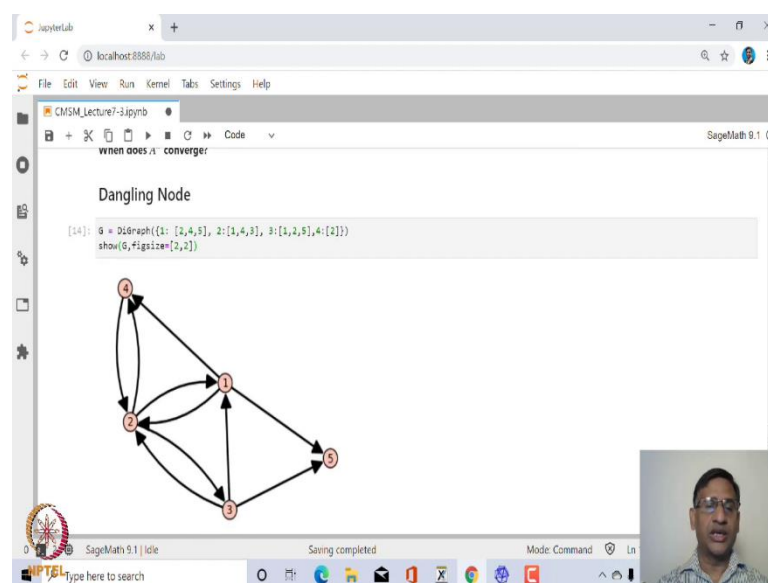 JupyterLab
localhost:8888/lab
File Edit View Run Kernel Tabs Settings Help
CMSM_Lecture7-3.ipynb
Code
SageMath 9.1
When does A converge?
Dangling Node
[14]: G = DiGraph({1: [2,4,5], 2:[1,4,3], 3:[1,2,5],4:[2]})
show(G,figsize=[2,2])
4
1
2
5
3
SageMath 9.1 | Idle
Saving completed
Mode: Command
Ln
NPTEL
Type here to search